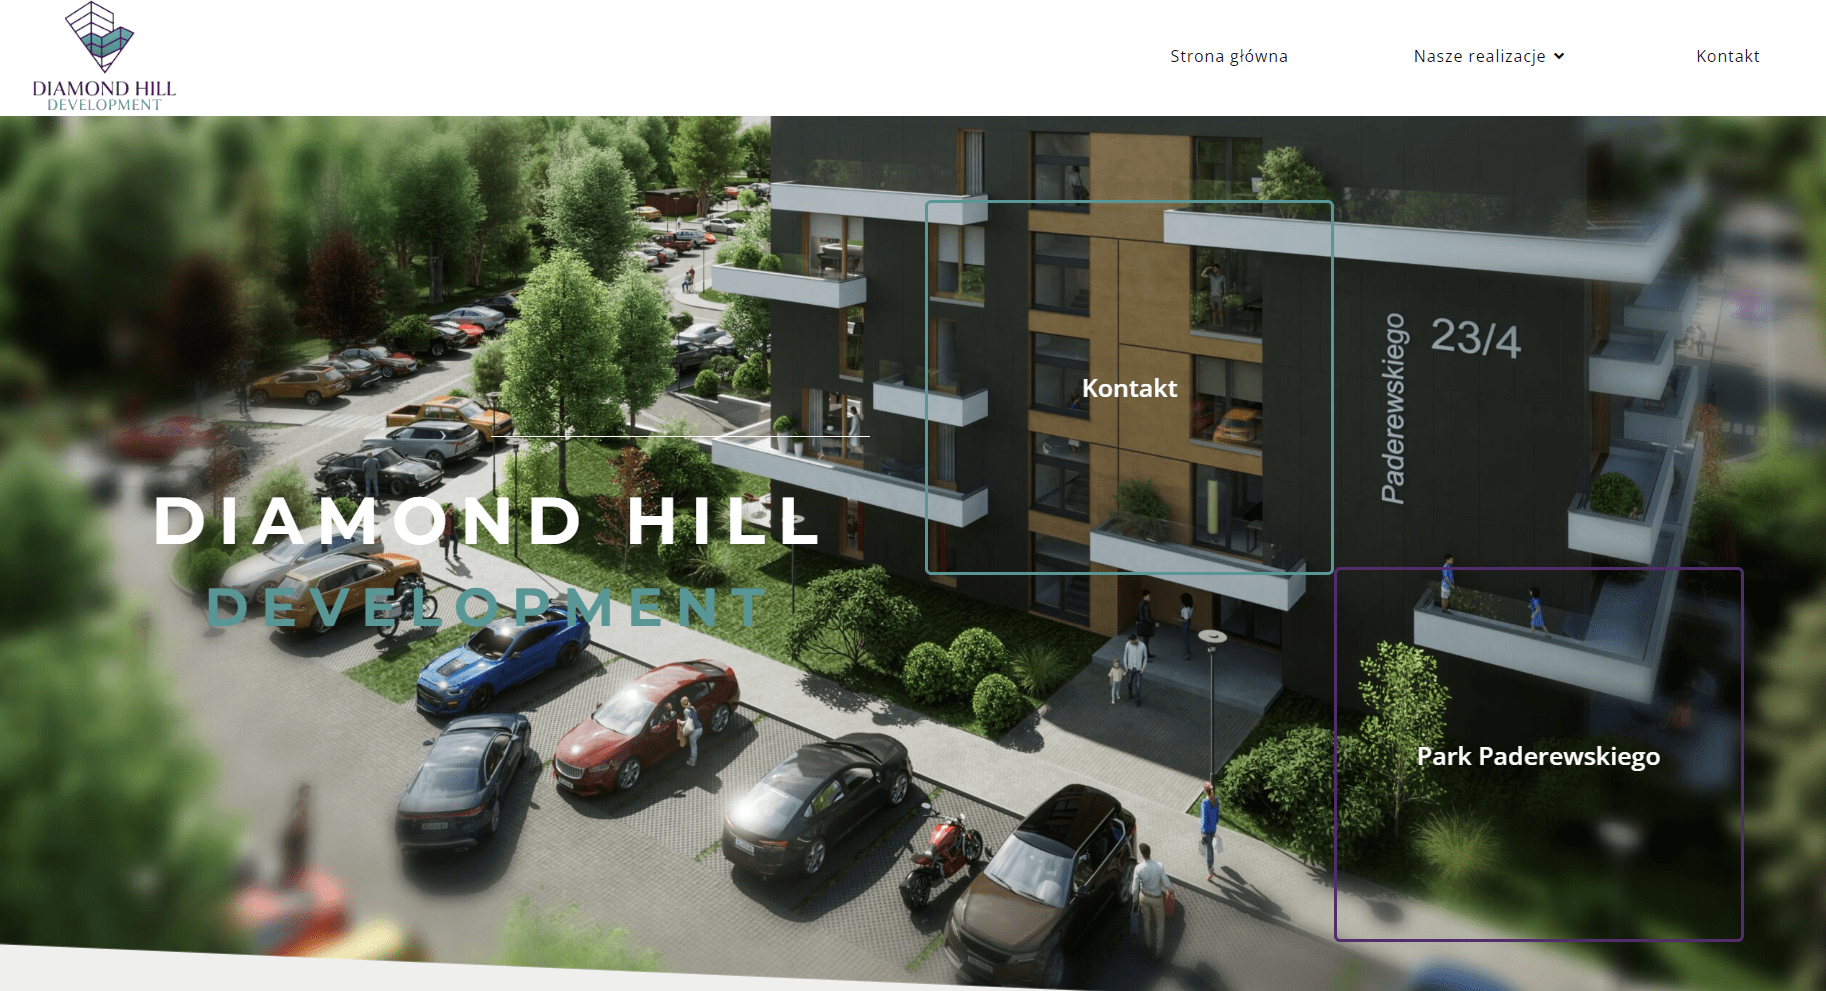 DIAMOND HILL
DEVELOPMENT
Strona główna
Nasze realizacje
Kontakt
Paderewskiego
23/4
Kontakt
DIAMOND HILL
DEVELOPMENT
Park Paderewskiego